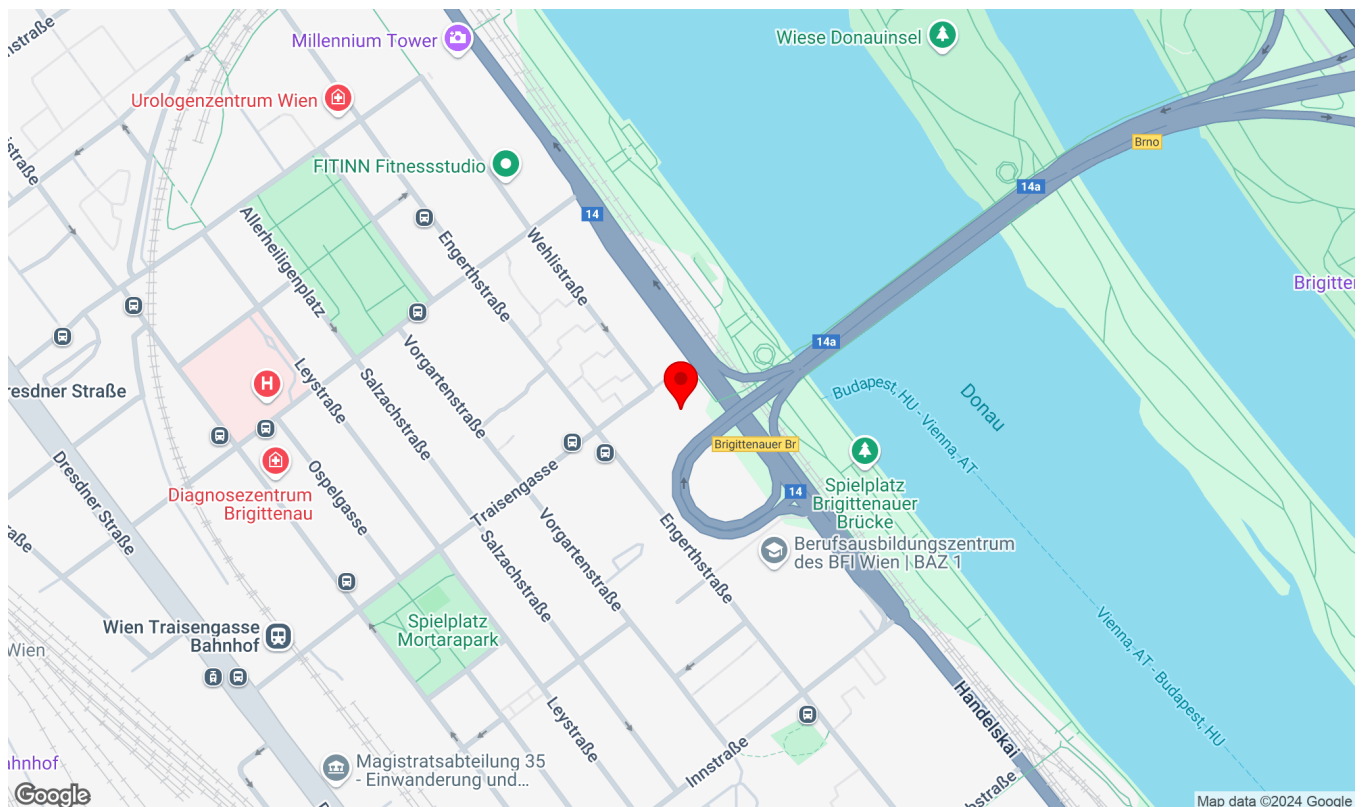 Millennium Tower
Wiese Donauinsel
Urologenzentrum Wien
Brno
FITINN Fitnessstudio
14a
14
Allerheiligenplatz
Engerthstraße
Wehlistraße
14a
H
Dresdner Straße
Leystraße
Salzachstraße
Vorgartenstraße
Budapest, HU - Vienna, AT
Donau
Brigittenauer Br
Diagnosezentrum
Brigittenau
Ospelgasse
Traisengasse
14
Spielplatz
Brigittenauer
Brücke
Berufsausbildungszentrum
des BFI Wien | BAZ 1
Vorgartenstraße
Engerthstraße
Salzachstraße
Spielplatz
Mortarapark
Wien Traisengasse
Bahnhof
Wien
Vienna, AT - Budapest, HU
Handelskai
Leystraße
Innstraße
Magistratsabteilung 35
- Einwanderung und...
Google
Map data ©2024 Google